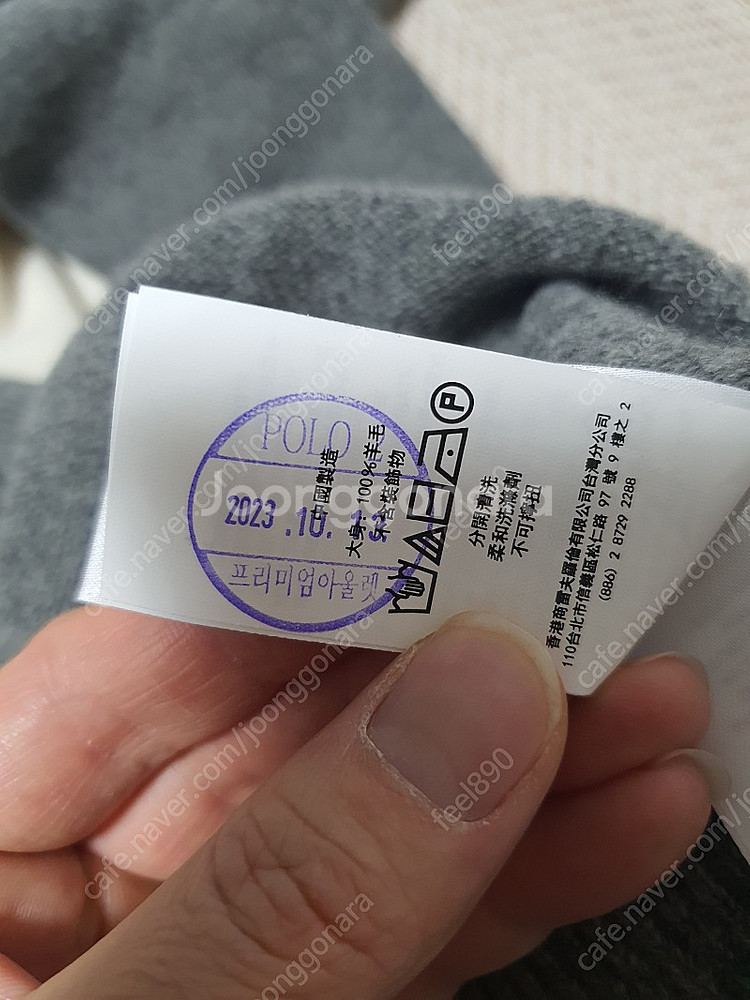 POLO
2023.10.
프리미엄아울렛
中國製造
大身：100%羊毛
不含裝飾物
P
分開清洗
柔和洗滌劑
不可擰扭
香港商雷夫羅倫有限公司台灣分公司
110台北市信義區松仁路 97 號 9 樓之 2
(886) 2 8729 2288
Joonggonara
cafe.naver.com/joonggonara
feel890